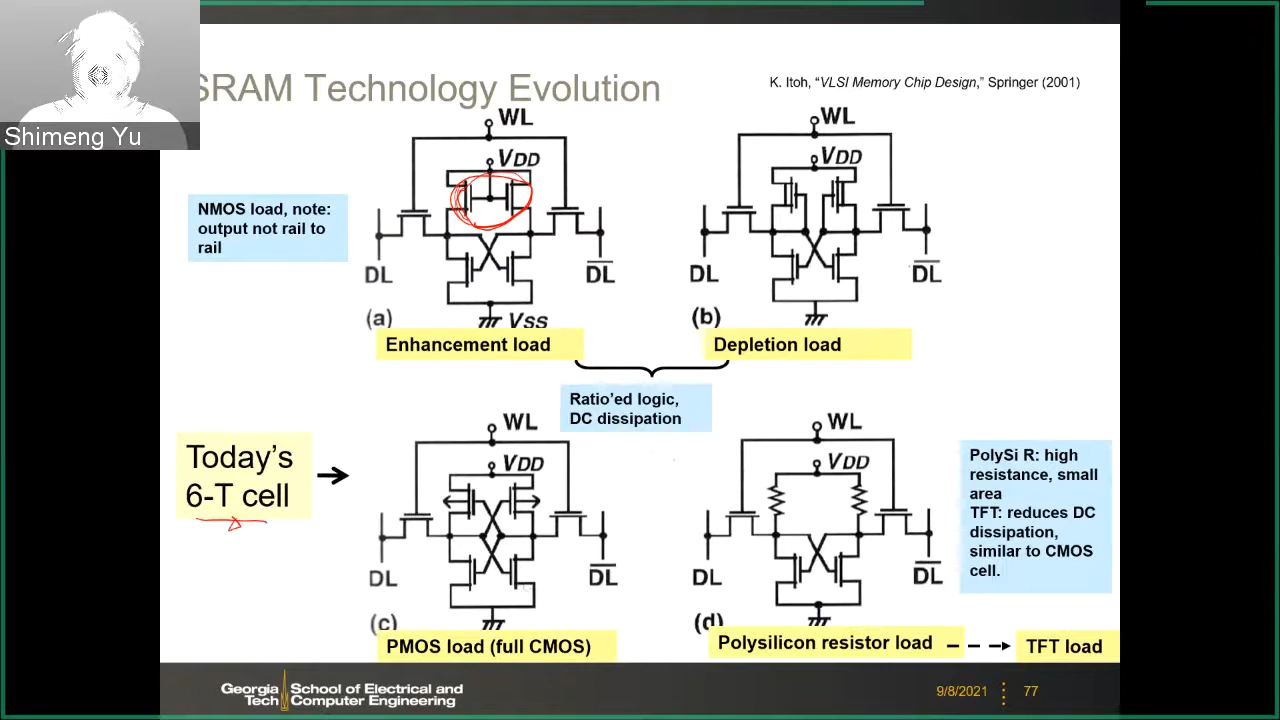 Shimeng Yu
SRAM Technology Evolution
K. Itoh, “VLSI Memory Chip Design,” Springer (2001)
WL
VDD
NMOS load, note:
output not rail to
rail
DL
DL
(a)
VSS
Enhancement load
WL
VDD
DL
DL
(b)
Depletion load
Ratio’ed logic,
DC dissipation
Today’s
6-T cell
WL
VDD
DL
DL
(c)
PMOS load (full CMOS)
WL
VDD
DL
DL
(d)
Polysilicon resistor load
TFT load
PolySi R: high
resistance, small
area
TFT: reduces DC
dissipation,
similar to CMOS
cell.
Georgia Tech
School of Electrical and
Computer Engineering
9/8/2021
77